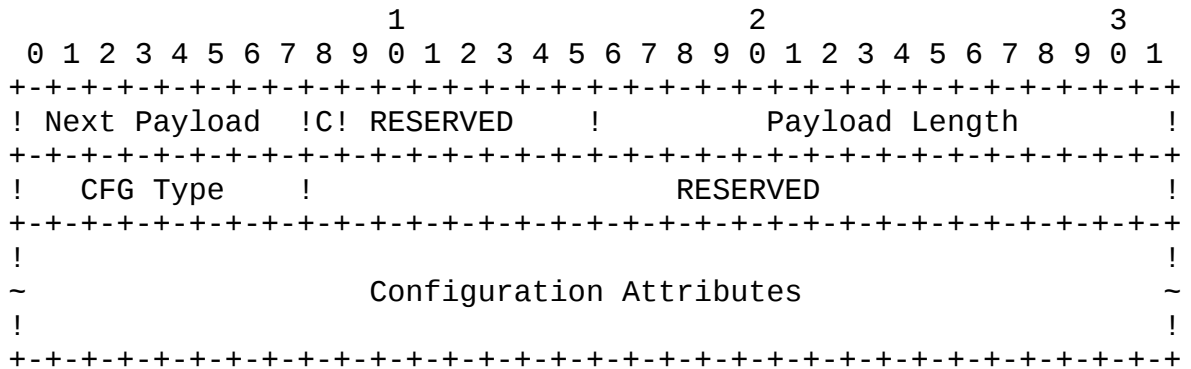 1                   2                   3
 0 1 2 3 4 5 6 7 8 9 0 1 2 3 4 5 6 7 8 9 0 1 2 3 4 5 6 7 8 9 0 1
+-+-+-+-+-+-+-+-+-+-+-+-+-+-+-+-+-+-+-+-+-+-+-+-+-+-+-+-+-+-+-+-+
! Next Payload  !C! RESERVED    !         Payload Length        !
+-+-+-+-+-+-+-+-+-+-+-+-+-+-+-+-+-+-+-+-+-+-+-+-+-+-+-+-+-+-+-+-+
!   CFG Type    !                    RESERVED                   !
+-+-+-+-+-+-+-+-+-+-+-+-+-+-+-+-+-+-+-+-+-+-+-+-+-+-+-+-+-+-+-+-+
!                                                               !
~                   Configuration Attributes                    ~
!                                                               !
+-+-+-+-+-+-+-+-+-+-+-+-+-+-+-+-+-+-+-+-+-+-+-+-+-+-+-+-+-+-+-+-+